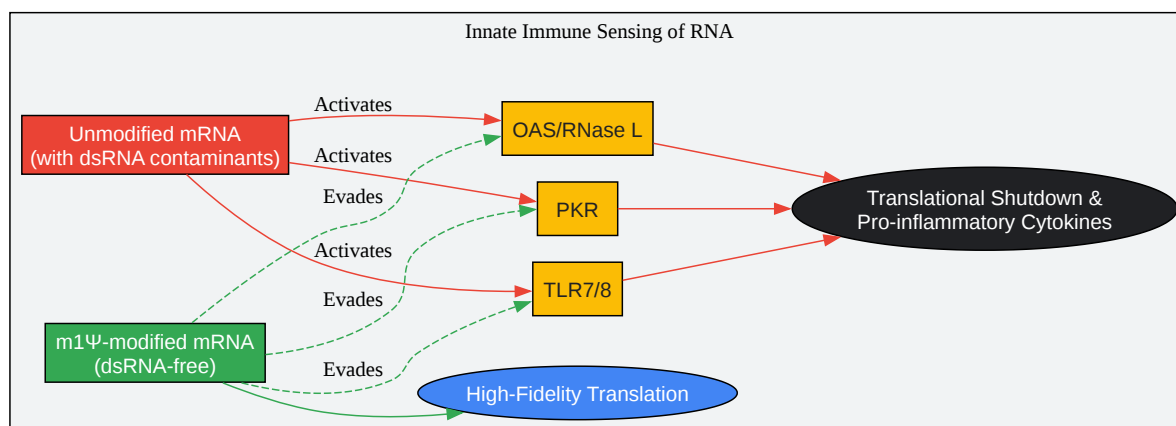 Innate Immune Sensing of RNA
Activates
Unmodified mRNA
(with dsRNA contaminants)
OAS/RNase L
Activates
Evades
Translational Shutdown &
Pro-inflammatory Cytokines
PKR
Activates
TLR7/8
Evades
m1Ψ-modified mRNA
(dsRNA-free)
Evades
High-Fidelity Translation